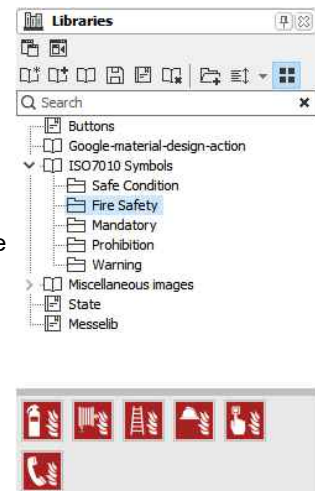 Libraries
Search
Buttons
Google-material-design-action
ISO7010 Symbols
Safe Condition
Fire Safety
Mandatory
e
Prohibition
Warning
Miscellaneous images
State
Messelib